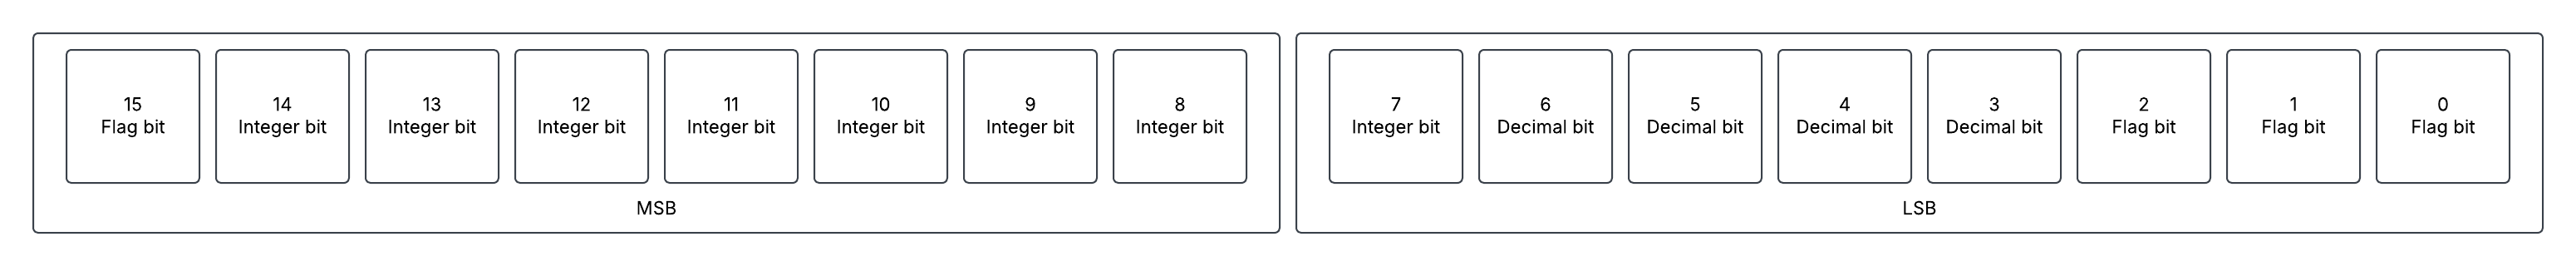 15
Flag bit
14
Integer bit
13
Integer bit
12
Integer bit
11
Integer bit
10
Integer bit
9
Integer bit
8
Integer bit
MSB
7
Integer bit
6
Decimal bit
5
Decimal bit
4
Decimal bit
3
Decimal bit
2
Flag bit
1
Flag bit
0
Flag bit
LSB